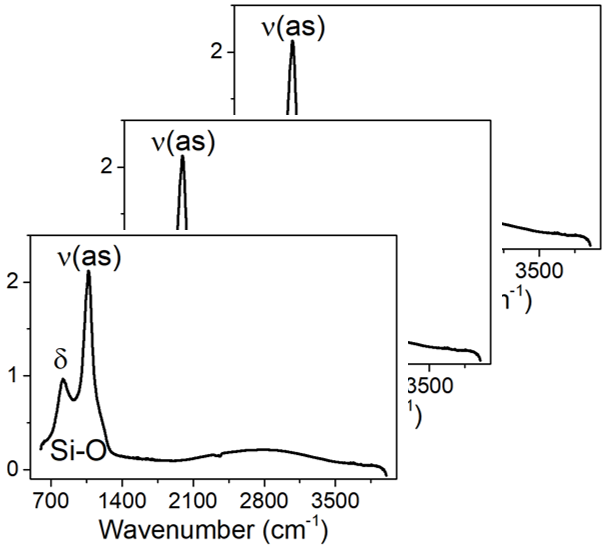 ν(as)
2
3500
m⁻¹)
ν(as)
2
3500
⁻¹)
ν(as)
2
δ
1
Si-O
0
700 1400 2100 2800 3500
Wavenumber (cm⁻¹)